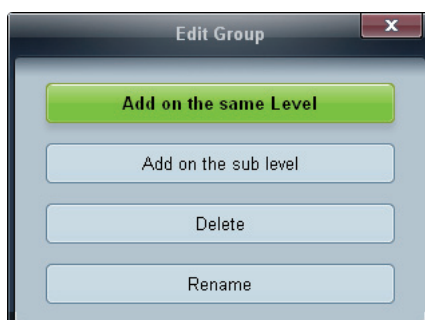 Edit Group
x
Add on the same Level
Add on the sub level
Delete
Rename